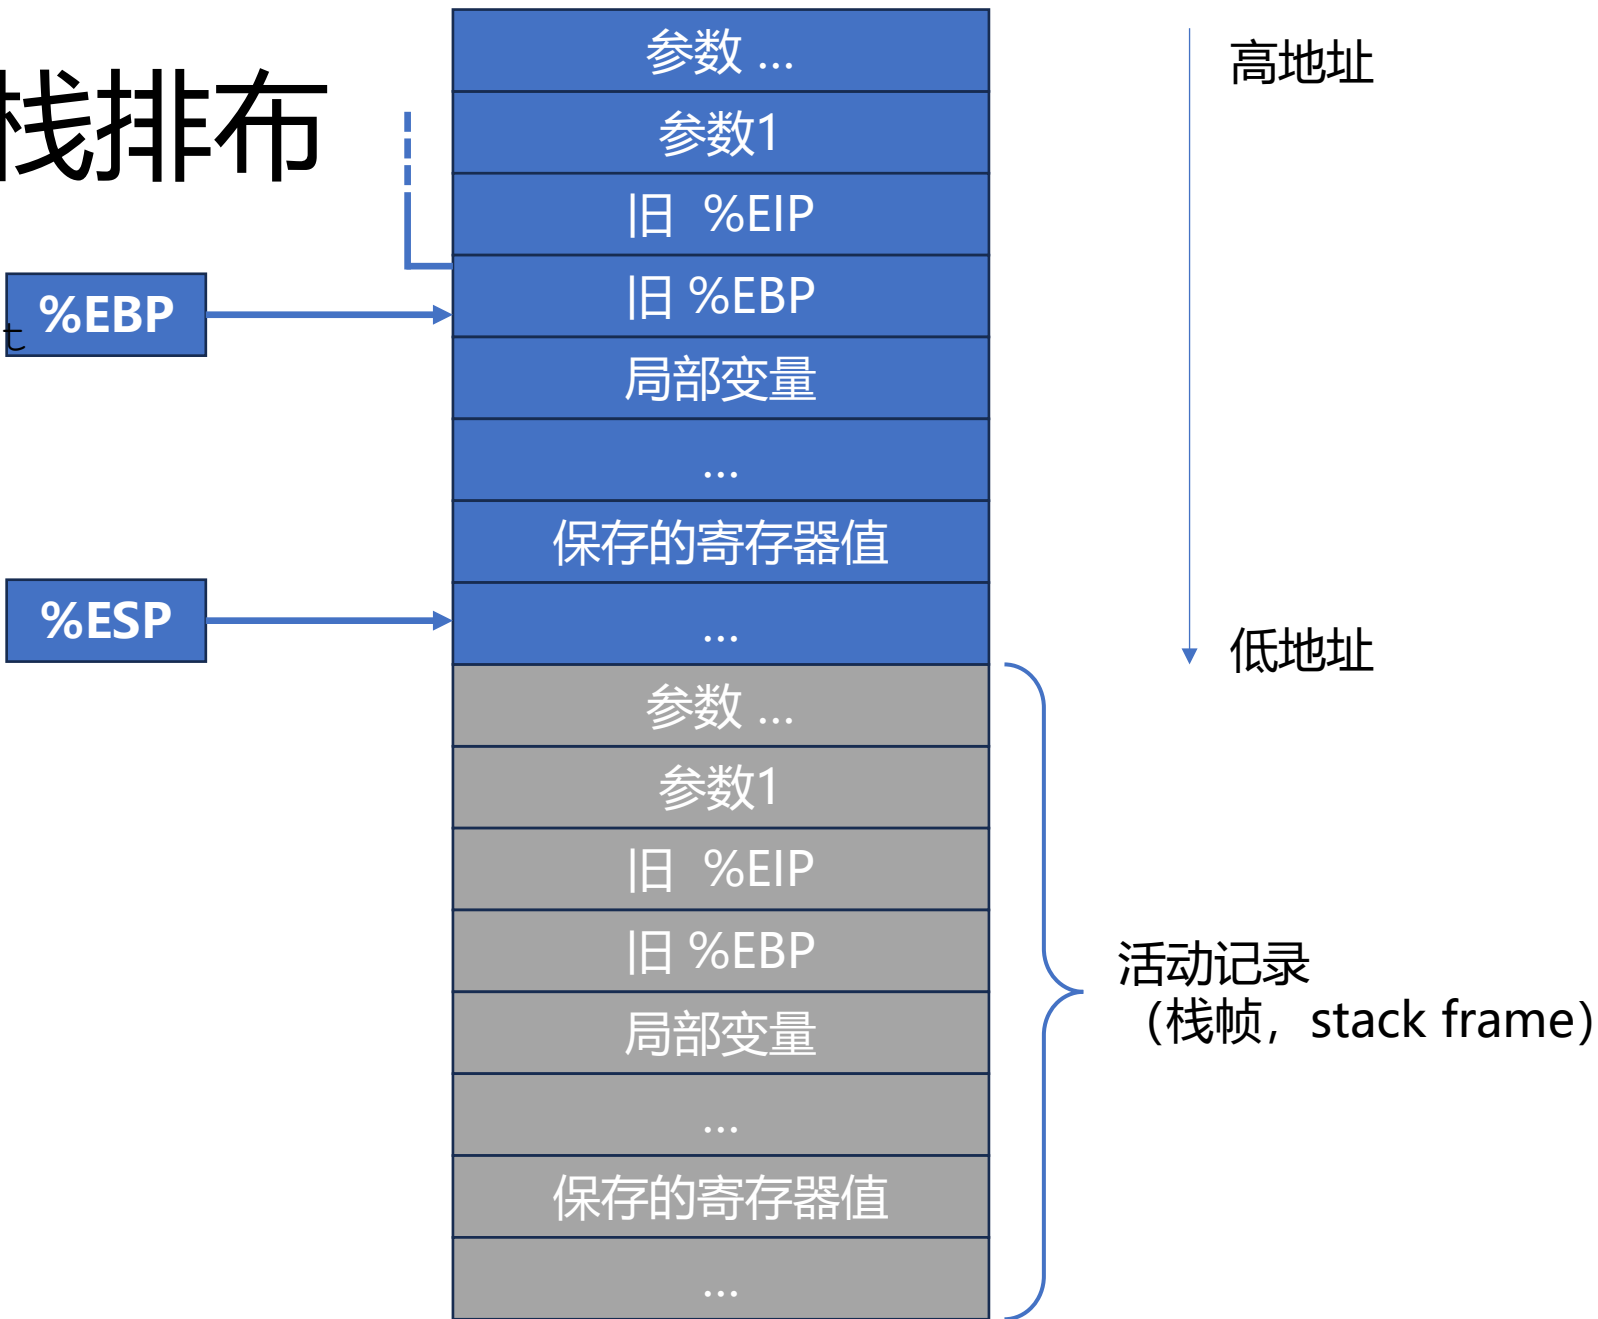 栈排布
参数 ...
参数1
旧 %EIP
旧 %EBP
局部变量
...
保存的寄存器值
...
参数 ...
参数1
旧 %EIP
旧 %EBP
局部变量
...
保存的寄存器值
...
%EBP
t
%ESP
高地址
低地址
活动记录
（栈帧，stack frame）